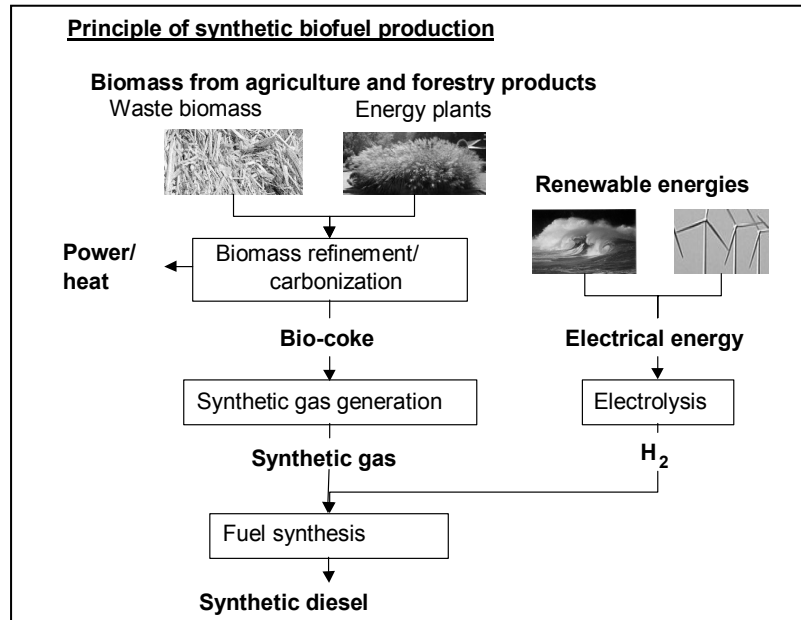 Principle of synthetic biofuel production
Biomass from agriculture and forestry products
Waste biomass
Energy plants
Renewable energies
Power/
heat
Biomass refinement/
carbonization
Bio-coke
Electrical energy
Synthetic gas generation
Electrolysis
Synthetic gas
H2
Fuel synthesis
Synthetic diesel